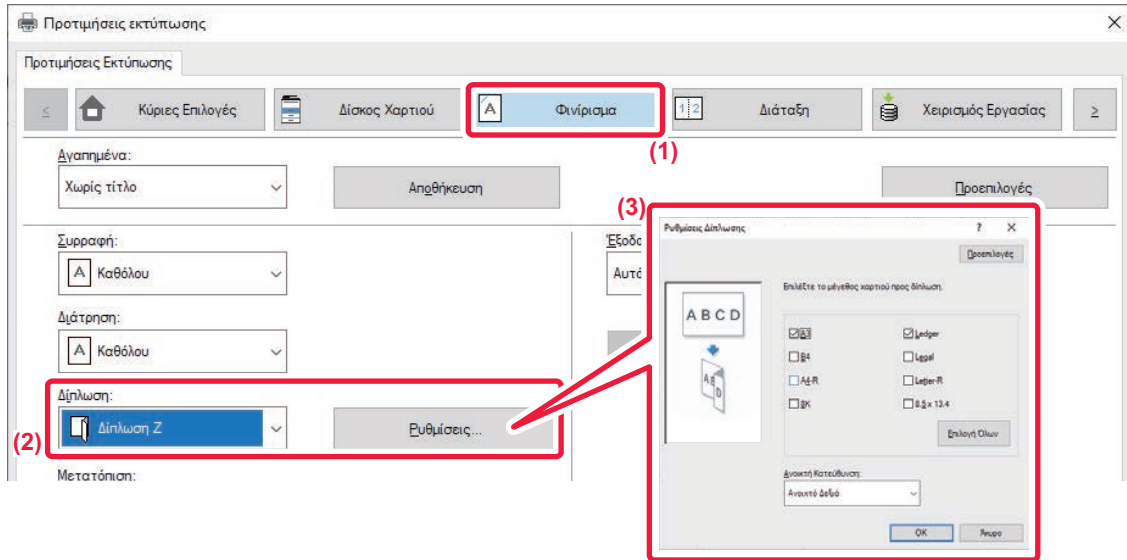 Προτιμήσεις εκτύπωσης
Προτιμήσεις Εκτύπωσης
Κύριες Επιλογές
Δίσκος Χαρτιού
Φινίρισμα
Διάταξη
Χειρισμός Εργασίας
(1)
Αγαπημένα:
Χωρίς τίτλο
Αποθήκευση
Προεπιλογές
Συρραφή:
Καθόλου
Διάτρηση:
Καθόλου
Δίπλωση:
(2)
Δίπλωση Z
Ρυθμίσεις...
Μετατόπιση:
Έξοδο
Αυτό
(3)
Ρυθμίσεις Δίπλωσης
Προεπιλογές
Επιλέξτε το μέγεθος χαρτιού προς δίπλωση.
A B C D
A3
Ledger
B4
Legal
A4-R
Letter-R
8K
8.5 x 13.4
Επιλογή Όλων
Ανοικτή Κατεύθυνση:
Ανοικτό Δεξιά
OK
Άκυρο